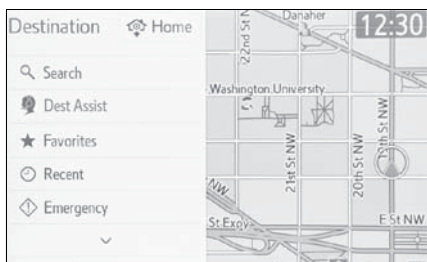 Destination
Home
Search
Dest Assist
Favorites
Recent
Emergency
Danaher
12:30
22nd St N
Washington University
21st St NW
20th St NW
19th St NW
NW
St Expy
E St NW